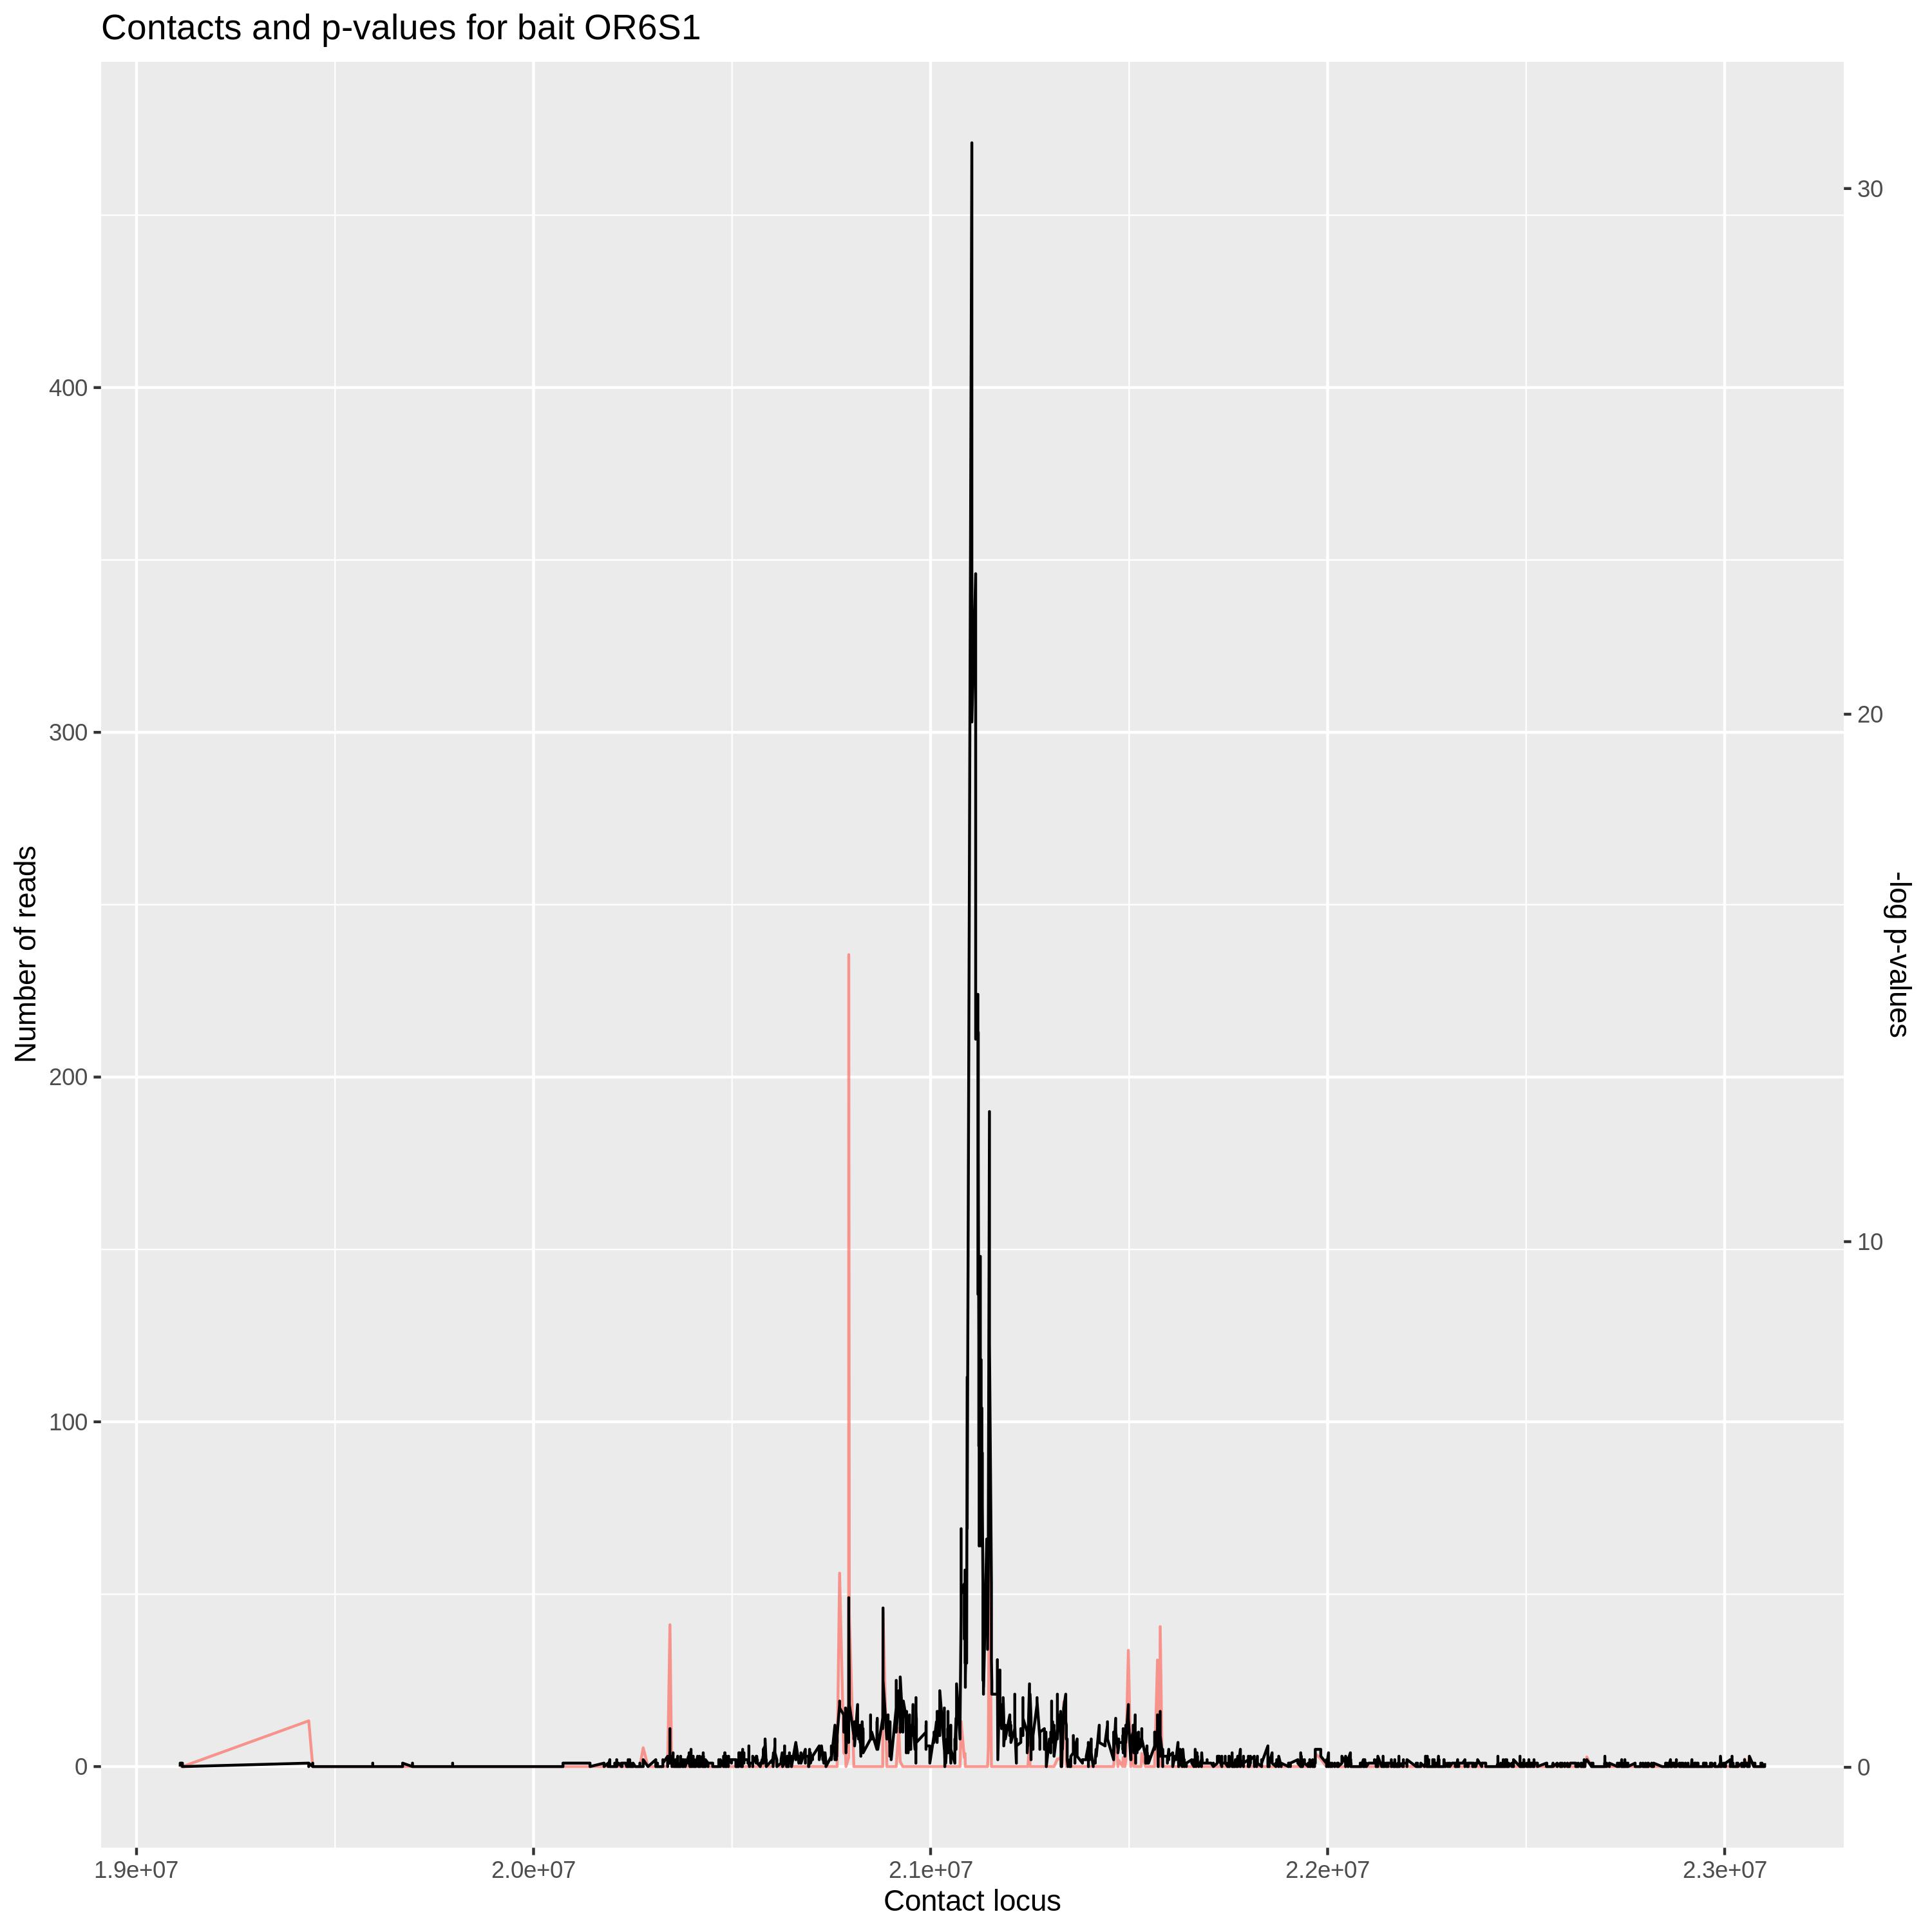 Contacts and p-values for bait OR6S1
Number of reads
400
300
200
100
0
30
20
10
0
-log p-values
1.9e+07
2.0e+07
2.1e+07
2.2e+07
2.3e+07
Contact locus